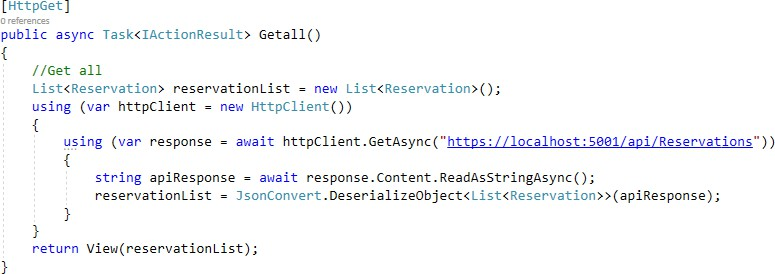 [HttpGet]
0 references
public async Task<IActionResult> Getall()
{
//Get all
List<Reservation> reservationList = new List<Reservation>();
using (var httpClient = new HttpClient())
{
using (var response = await httpClient.GetAsync("https://localhost:5001/api/Reservations"))
{
string apiResponse = await response.Content.ReadAsStringAsync();
reservationList = JsonConvert.DeserializeObject<List<Reservation>>(apiResponse);
}
}
return View(reservationList);
}